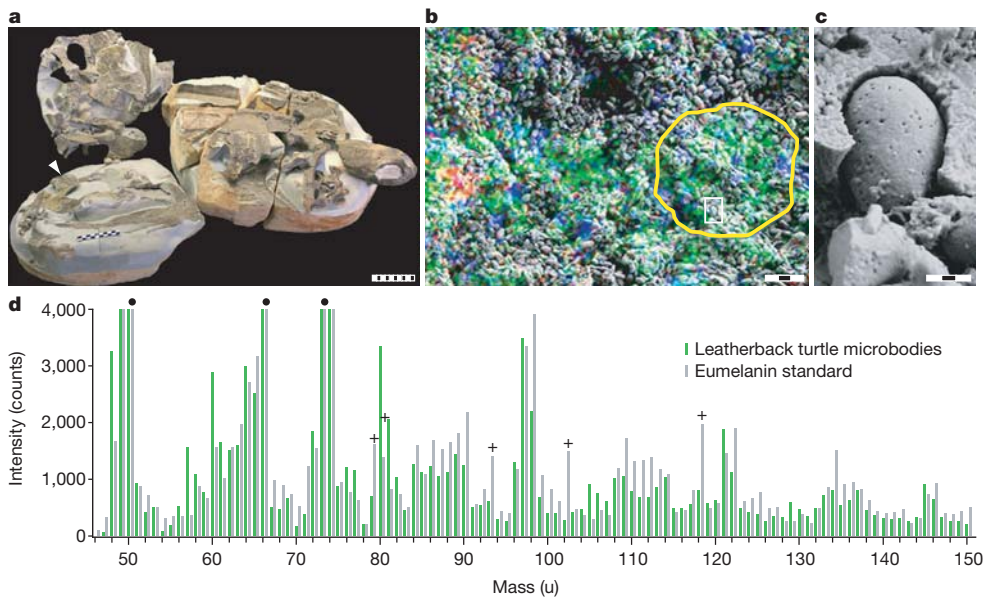 a
b
c
d
4,000
3,000
2,000
1,000
0
Intensity (counts)
Leatherback turtle microbodies
Eumelanin standard
+
+
+
+
+
50
60
70
80
90
100
110
120
130
140
150
Mass (u)